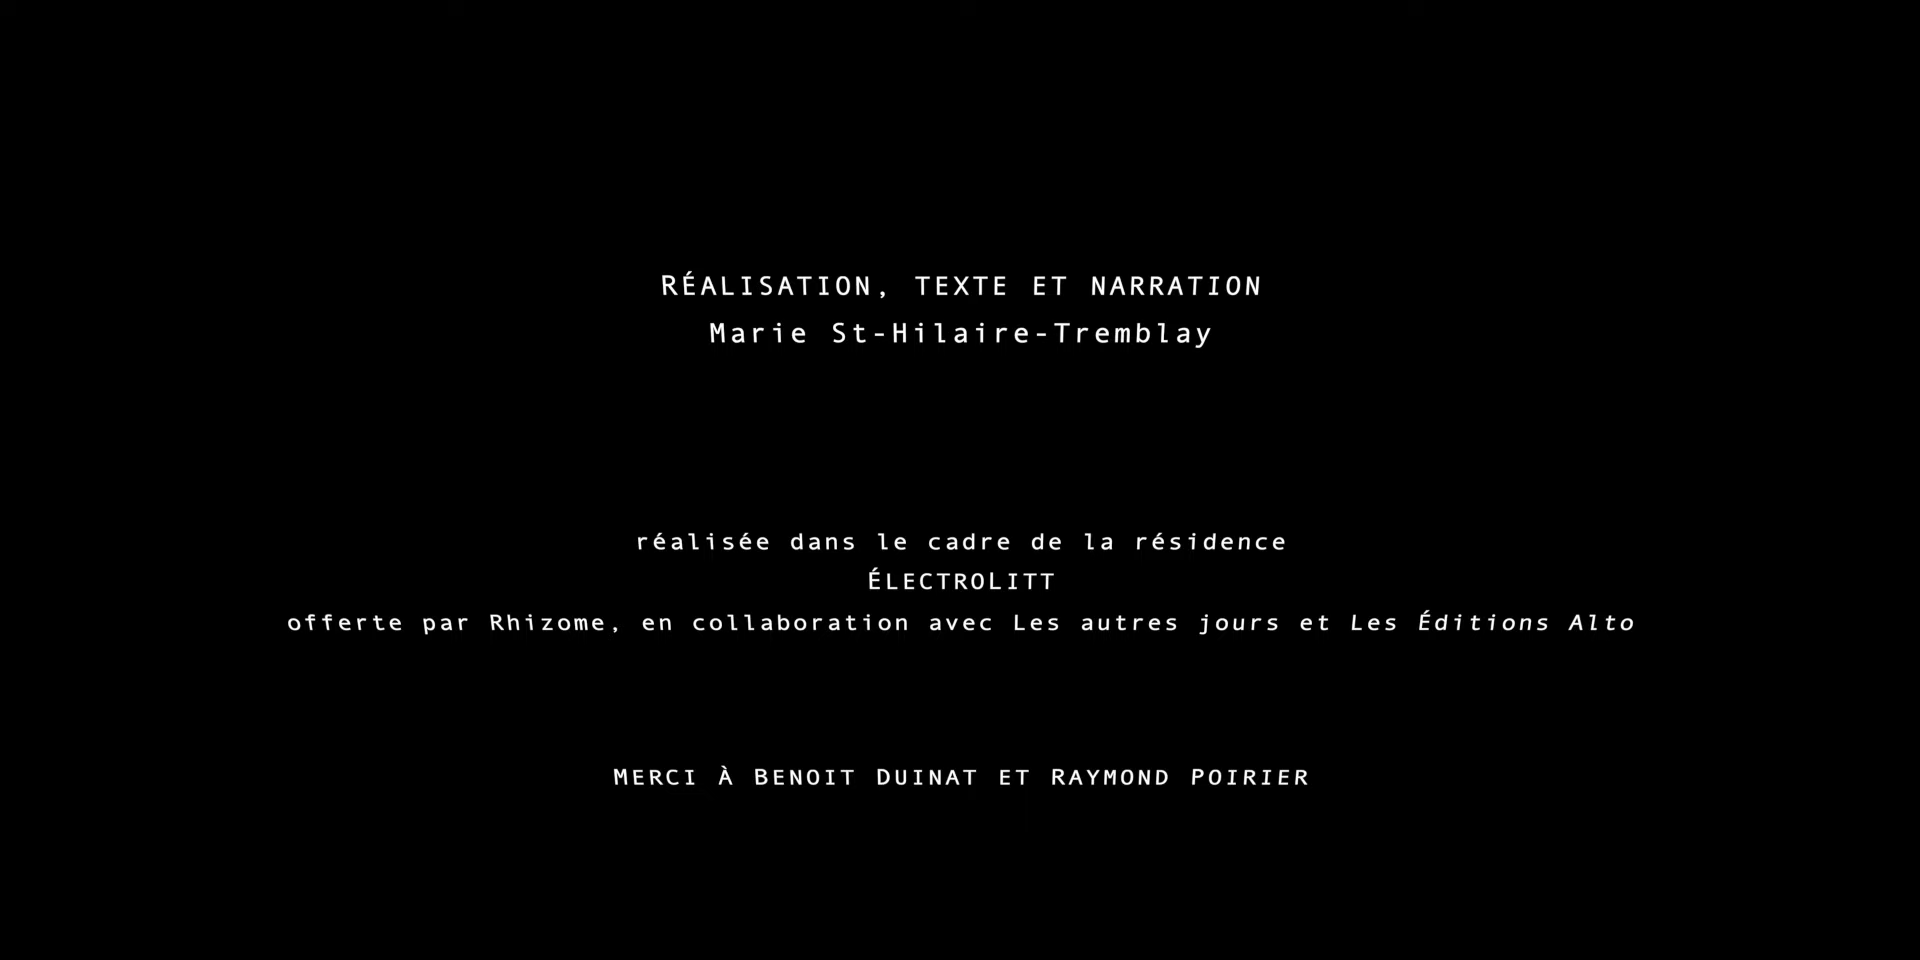 RÉALISATION, TEXTE ET NARRATION
Marie St-Hilaire-Tremblay
réalisée dans le cadre de la résidence
ÉLECTROLITT
offerte par Rhizome, en collaboration avec Les autres jours et Les Éditions Alto
MERCI À BENOIT DUINAT ET RAYMOND POIRIER